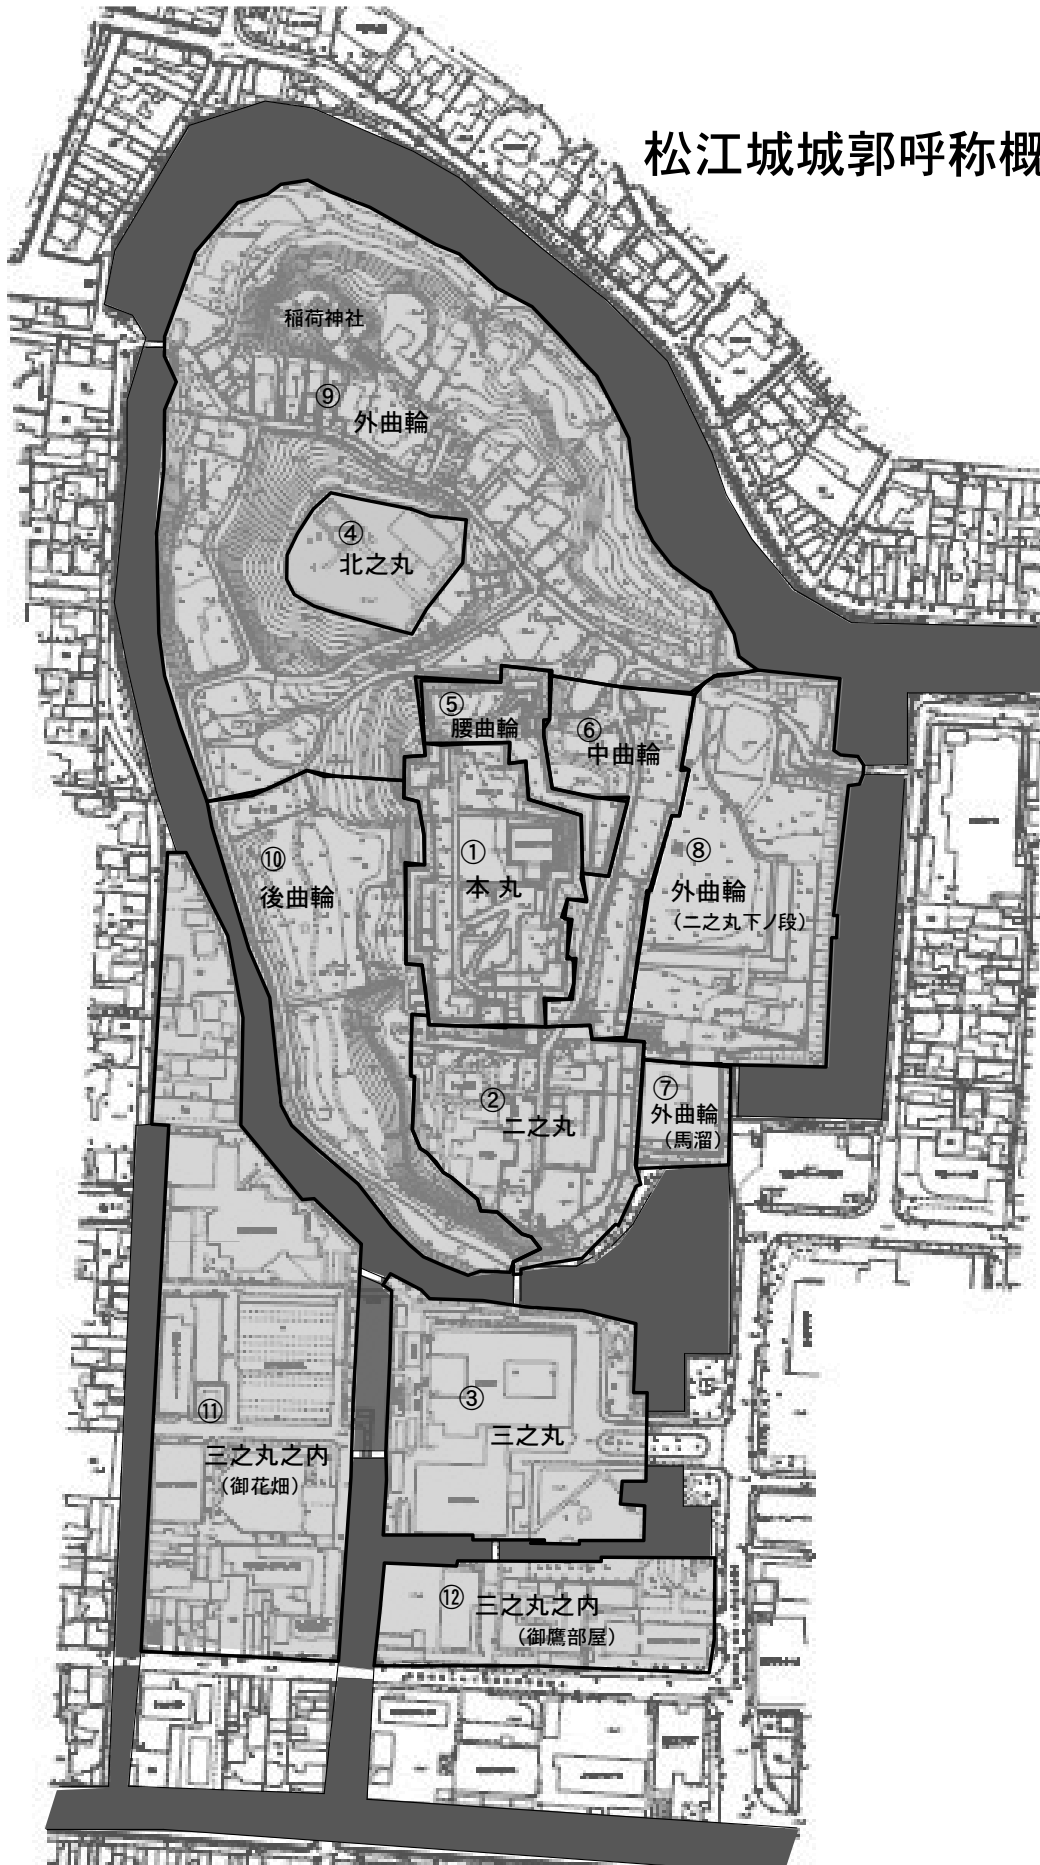 松江城城郭呼称概
稲荷神社
⑨
外曲輪
④
北之丸
⑤
腰曲輪
⑥
中曲輪
①
本丸
⑧
外曲輪
（二之丸下ノ段）
⑩
後曲輪
②
二之丸
⑦
外曲輪
（馬溜）
③
三之丸
⑪
三之丸之内
（御花畑）
⑫ 三之丸之内
（御鷹部屋）